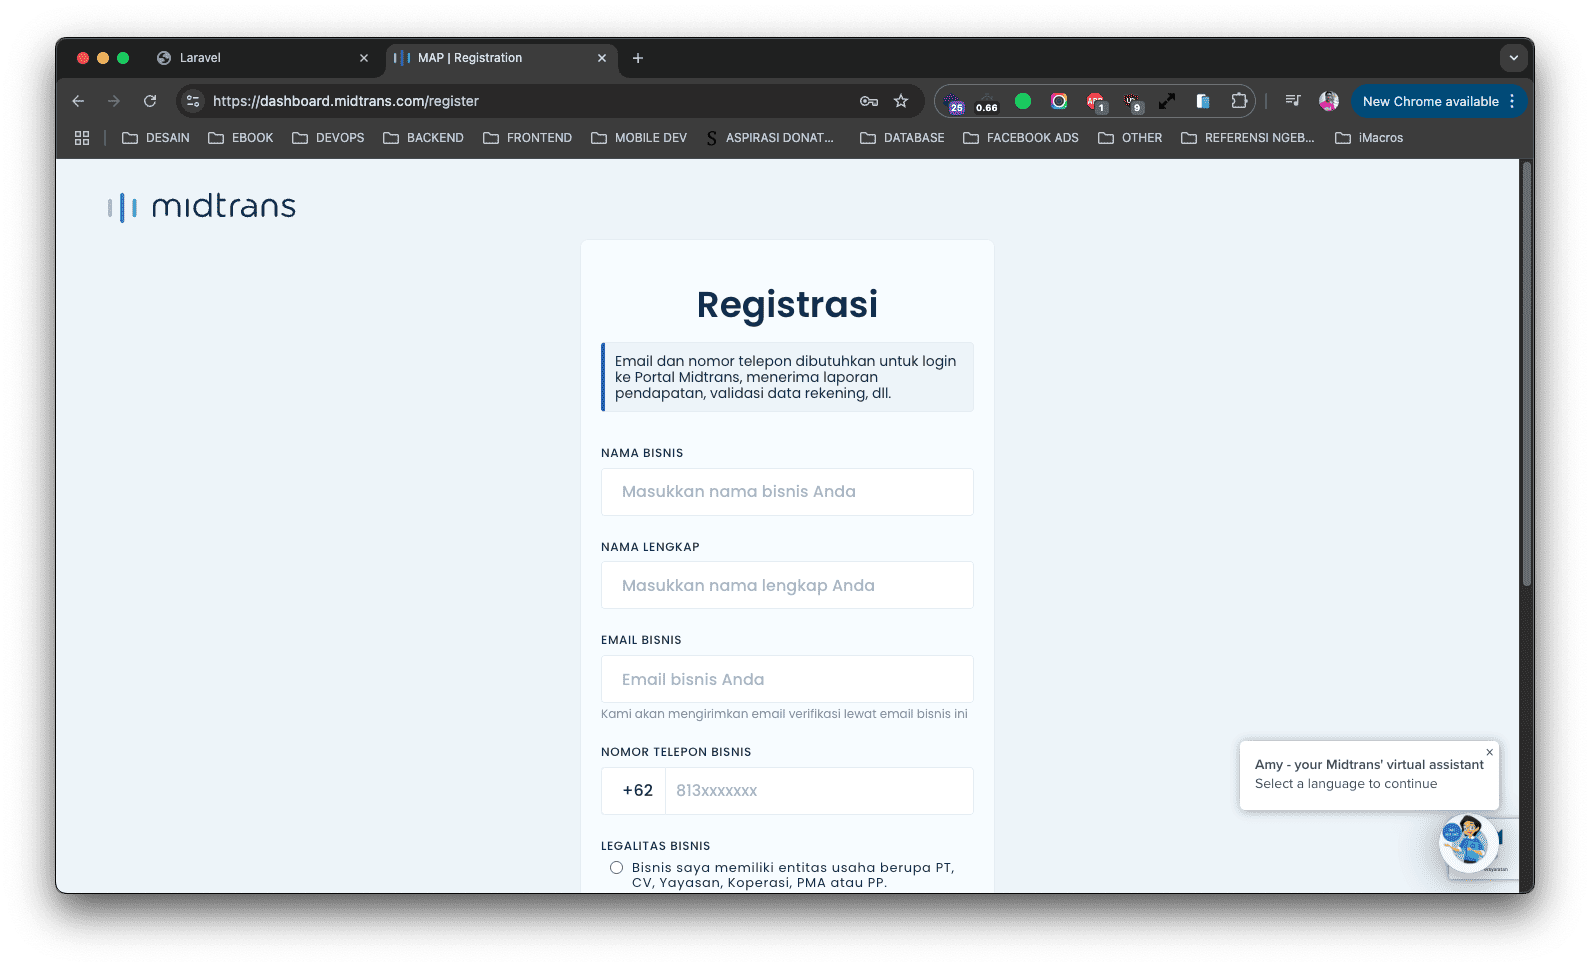 Laravel
MAP | Registration
https://dashboard.midtrans.com/register
25
0.66
1
9
New Chrome available
DESAIN
EBOOK
DEVOPS
BACKEND
FRONTEND
MOBILE DEV
ASPIRASI DONAT...
DATABASE
FACEBOOK ADS
OTHER
REFERENSI NGEB...
iMacros
midtrans
Registrasi
Email dan nomor telepon dibutuhkan untuk login
ke Portal Midtrans, menerima laporan
pendapatan, validasi data rekening, dll.
NAMA BISNIS
Masukkan nama bisnis Anda
NAMA LENGKAP
Masukkan nama lengkap Anda
EMAIL BISNIS
Email bisnis Anda
Kami akan mengirimkan email verifikasi lewat email bisnis ini
NOMOR TELEPON BISNIS
+62
813xxxxxxx
LEGALITAS BISNIS
Bisnis saya memiliki entitas usaha berupa PT,
CV, Yayasan, Koperasi, PMA atau PP.
Amy - your Midtrans' virtual assistant
Select a language to continue